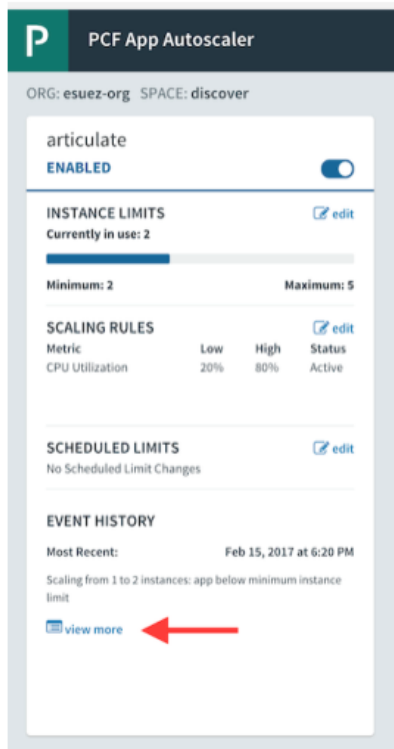 P PCF App Autoscaler
ORG: esuez-org SPACE: discover
articulate
ENABLED
INSTANCE LIMITS edit
Currently in use: 2
Minimum: 2 Maximum: 5
SCALING RULES edit
Metric Low High Status
CPU Utilization 20% 80% Active
SCHEDULED LIMITS edit
No Scheduled Limit Changes
EVENT HISTORY
Most Recent: Feb 15, 2017 at 6:20 PM
Scaling from 1 to 2 instances: app below minimum instance
limit
view more